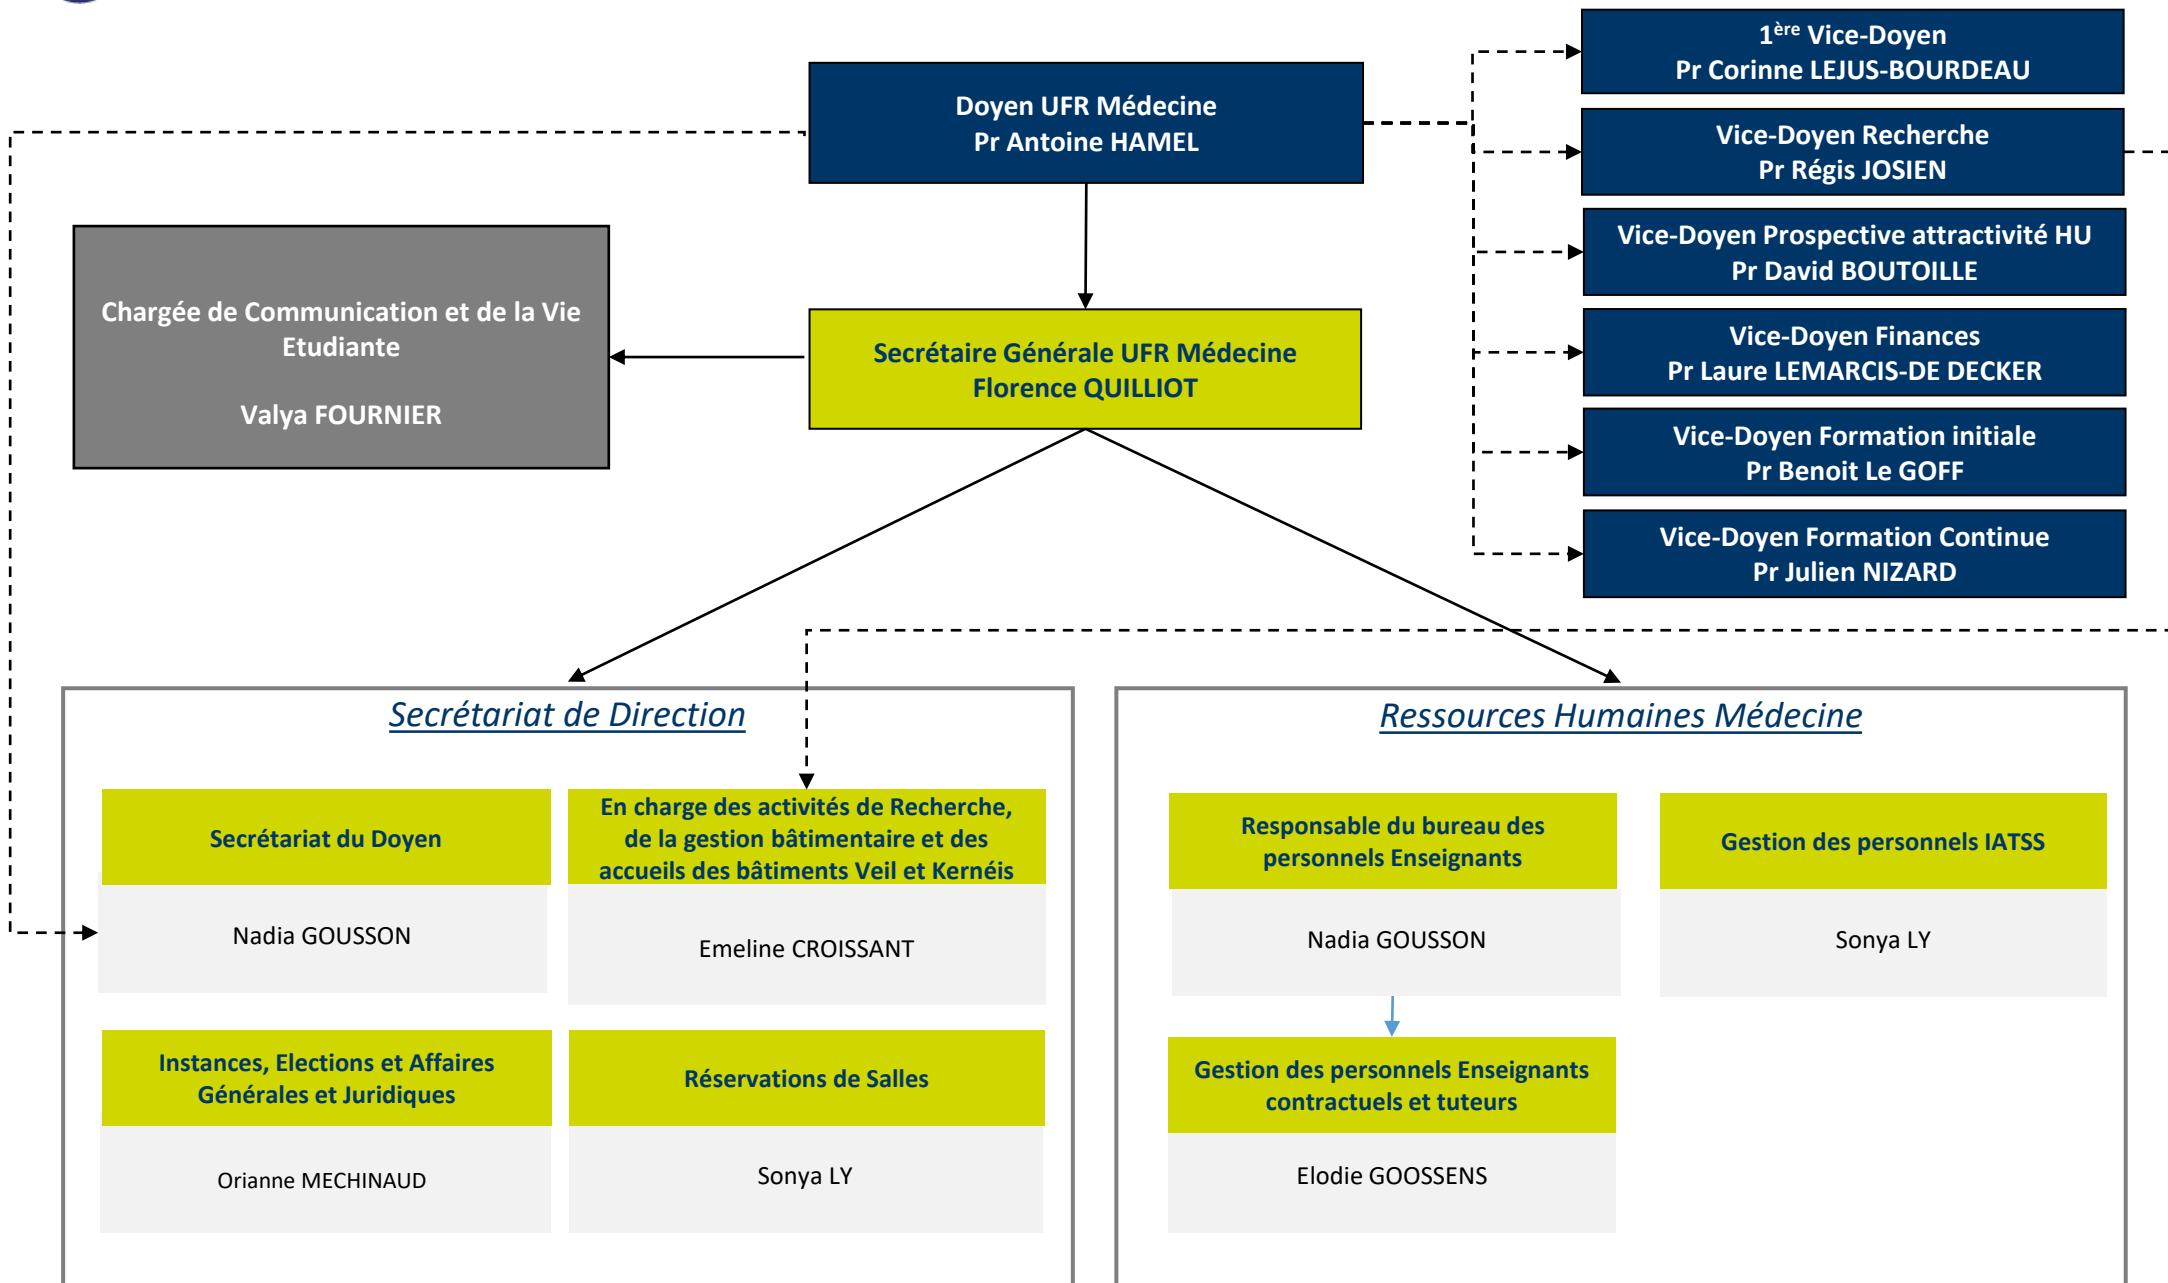 1ère Vice-Doyen
Pr Corinne LEJUS-BOURDEAU
Doyen UFR Médecine
Pr Antoine HAMEL
Vice-Doyen Recherche
Pr Régis JOSIEN
Vice-Doyen Prospective attractivité HU
Pr David BOUTOILLE
Chargée de Communication et de la Vie
Etudiante
Valya FOURNIER
Secrétaire Générale UFR Médecine
Florence QUILLIOT
Vice-Doyen Finances
Pr Laure LEMARCIS-DE DECKER
Vice-Doyen Formation initiale
Pr Benoit Le GOFF
Vice-Doyen Formation Continue
Pr Julien NIZARD
Secrétariat de Direction
Secrétariat du Doyen
Nadia GOUSSON
En charge des activités de Recherche,
de la gestion bâtimentaire et des
accueils des bâtiments Veil et Kernéis
Emeline CROISSANT
Instances, Elections et Affaires
Générales et Juridiques
Orianne MECHINAUD
Réservations de Salles
Sonya LY
Ressources Humaines Médecine
Responsable du bureau des
personnels Enseignants
Nadia GOUSSON
Gestion des personnels IATSS
Sonya LY
Gestion des personnels Enseignants
contractuels et tuteurs
Elodie GOOSSENS